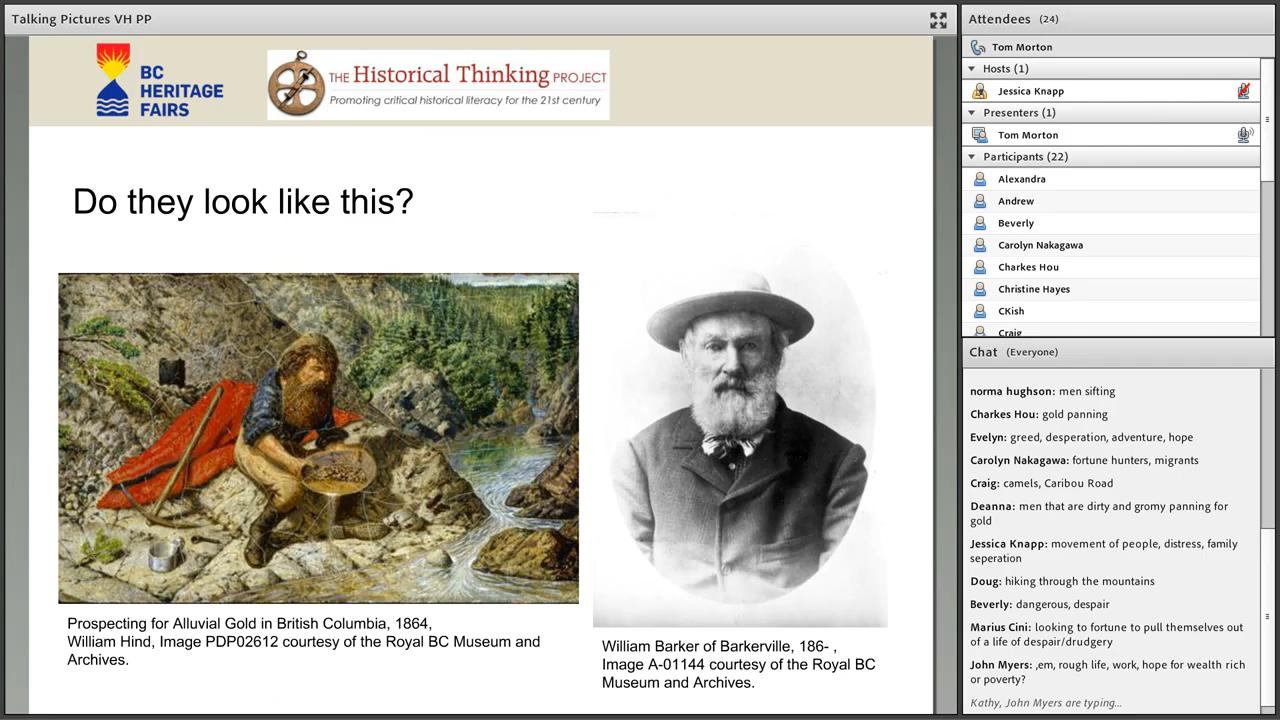 Talking Pictures VH PP
BC
HERITAGE
FAIRS
THE Historical Thinking PROJECT
Promoting critical historical literacy for the 21st century
Do they look like this?
Prospecting for Alluvial Gold in British Columbia, 1864,
William Hind, Image PDP02612 courtesy of the Royal BC Museum and
Archives.
William Barker of Barkerville, 186- ,
Image A-01144 courtesy of the Royal BC
Museum and Archives.
Attendees (24)
Tom Morton
Hosts (1)
Jessica Knapp
Presenters (1)
Tom Morton
Participants (22)
Alexandra
Andrew
Beverly
Carolyn Nakagawa
Charkes Hou
Christine Hayes
CKish
Craig
Chat (Everyone)
norma hughson: men sifting
Charkes Hou: gold panning
Evelyn: greed, desperation, adventure, hope
Carolyn Nakagawa: fortune hunters, migrants
Craig: camels, Caribou Road
Deanna: men that are dirty and gromy panning for
gold
Jessica Knapp: movement of people, distress, family
seperation
Doug: hiking through the mountains
Beverly: dangerous, despair
Marius Cini: looking to fortune to pull themselves out
of a life of despair/drudgery
John Myers: ,em, rough life, work, hope for wealth rich
or poverty?
Kathy, John Myers are typing...